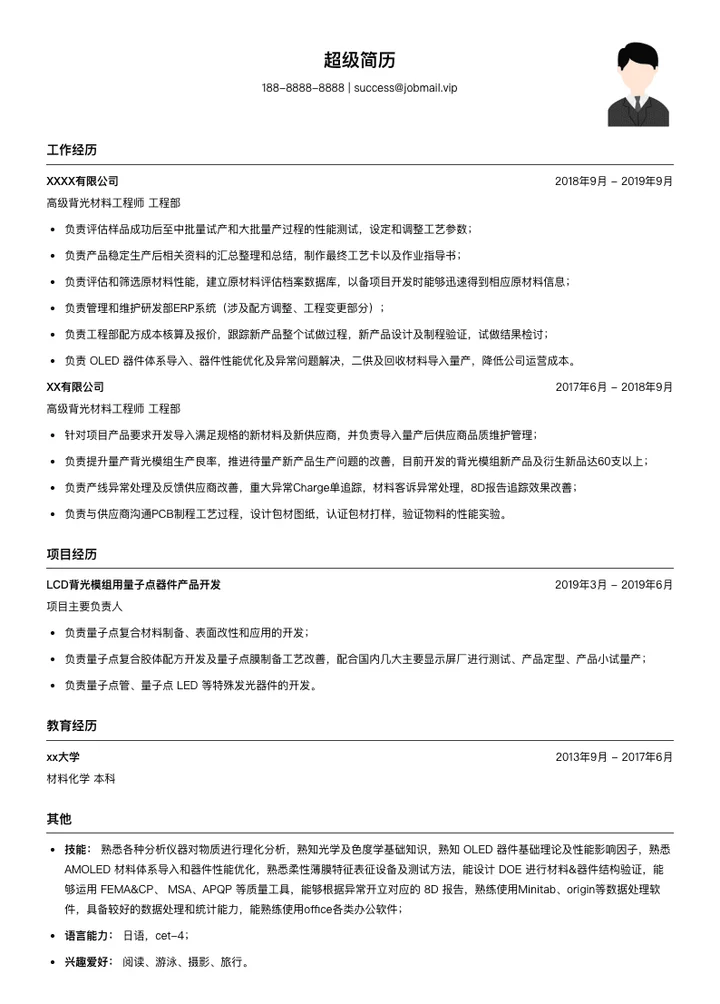 超级简历
188-8888-8888 | success@jobmail.vip
工作经历
XXXX有限公司 2018年9月 - 2019年9月
高级背光材料工程师 工程部
• 负责评估样品成功后至中批量试产和大批量产过程的性能测试，设定和调整工艺参数；
• 负责产品稳定生产后相关资料的汇总整理和总结，制作最终工艺卡以及作业指导书；
• 负责评估和筛选原材料性能，建立原材料评估档案数据库，以备项目开发时能够迅速得到相应原材料信息；
• 负责管理和维护研发部ERP系统（涉及配方调整、工程变更部分）；
• 负责工程部配方成本核算及报价，跟踪新产品整个试做过程，新产品设计及制程验证，试做结果检讨；
• 负责 OLED 器件体系导入、器件性能优化及异常问题解决，二供及回收材料导入量产，降低公司运营成本。
XX有限公司 2017年6月 - 2018年9月
高级背光材料工程师 工程部
• 针对项目产品要求开发导入满足规格的新材料及新供应商，并负责导入量产后供应商品质维护管理；
• 负责提升量产背光模组生产良率，推进待量产新产品生产问题的改善，目前开发的背光模组新产品及衍生新品达60支以上；
• 负责产线异常处理及反馈供应商改善，重大异常Charge单追踪，材料客诉异常处理，8D报告追踪效果改善；
• 负责与供应商沟通PCB制程工艺过程，设计包材图纸，认证包材打样，验证物料的性能实验。
项目经历
LCD背光模组用量子点器件产品开发 2019年3月 - 2019年6月
项目主要负责人
• 负责量子点复合材料制备、表面改性和应用的开发；
• 负责量子点复合胶体配方开发及量子点膜制备工艺改善，配合国内几大主要显示屏厂进行测试、产品定型、产品小试量产；
• 负责量子点管、量子点 LED 等特殊发光器件的开发。
教育经历
xx大学 2013年9月 - 2017年6月
材料化学 本科
其他
• 技能： 熟悉各种分析仪器对物质进行理化分析，熟知光学及色度学基础知识，熟知 OLED 器件基础理论及性能影响因子，熟悉
AMOLED 材料体系导入和器件性能优化，熟悉柔性薄膜特征表征设备及测试方法，能设计 DOE 进行材料&器件结构验证，能
够运用 FEMA&CP、 MSA、APQP 等质量工具，能够根据异常开立对应的 8D 报告，熟练使用Minitab、origin等数据处理软
件，具备较好的数据处理和统计能力，能熟练使用office各类办公软件；
• 语言能力： 日语，cet-4；
• 兴趣爱好： 阅读、游泳、摄影、旅行。